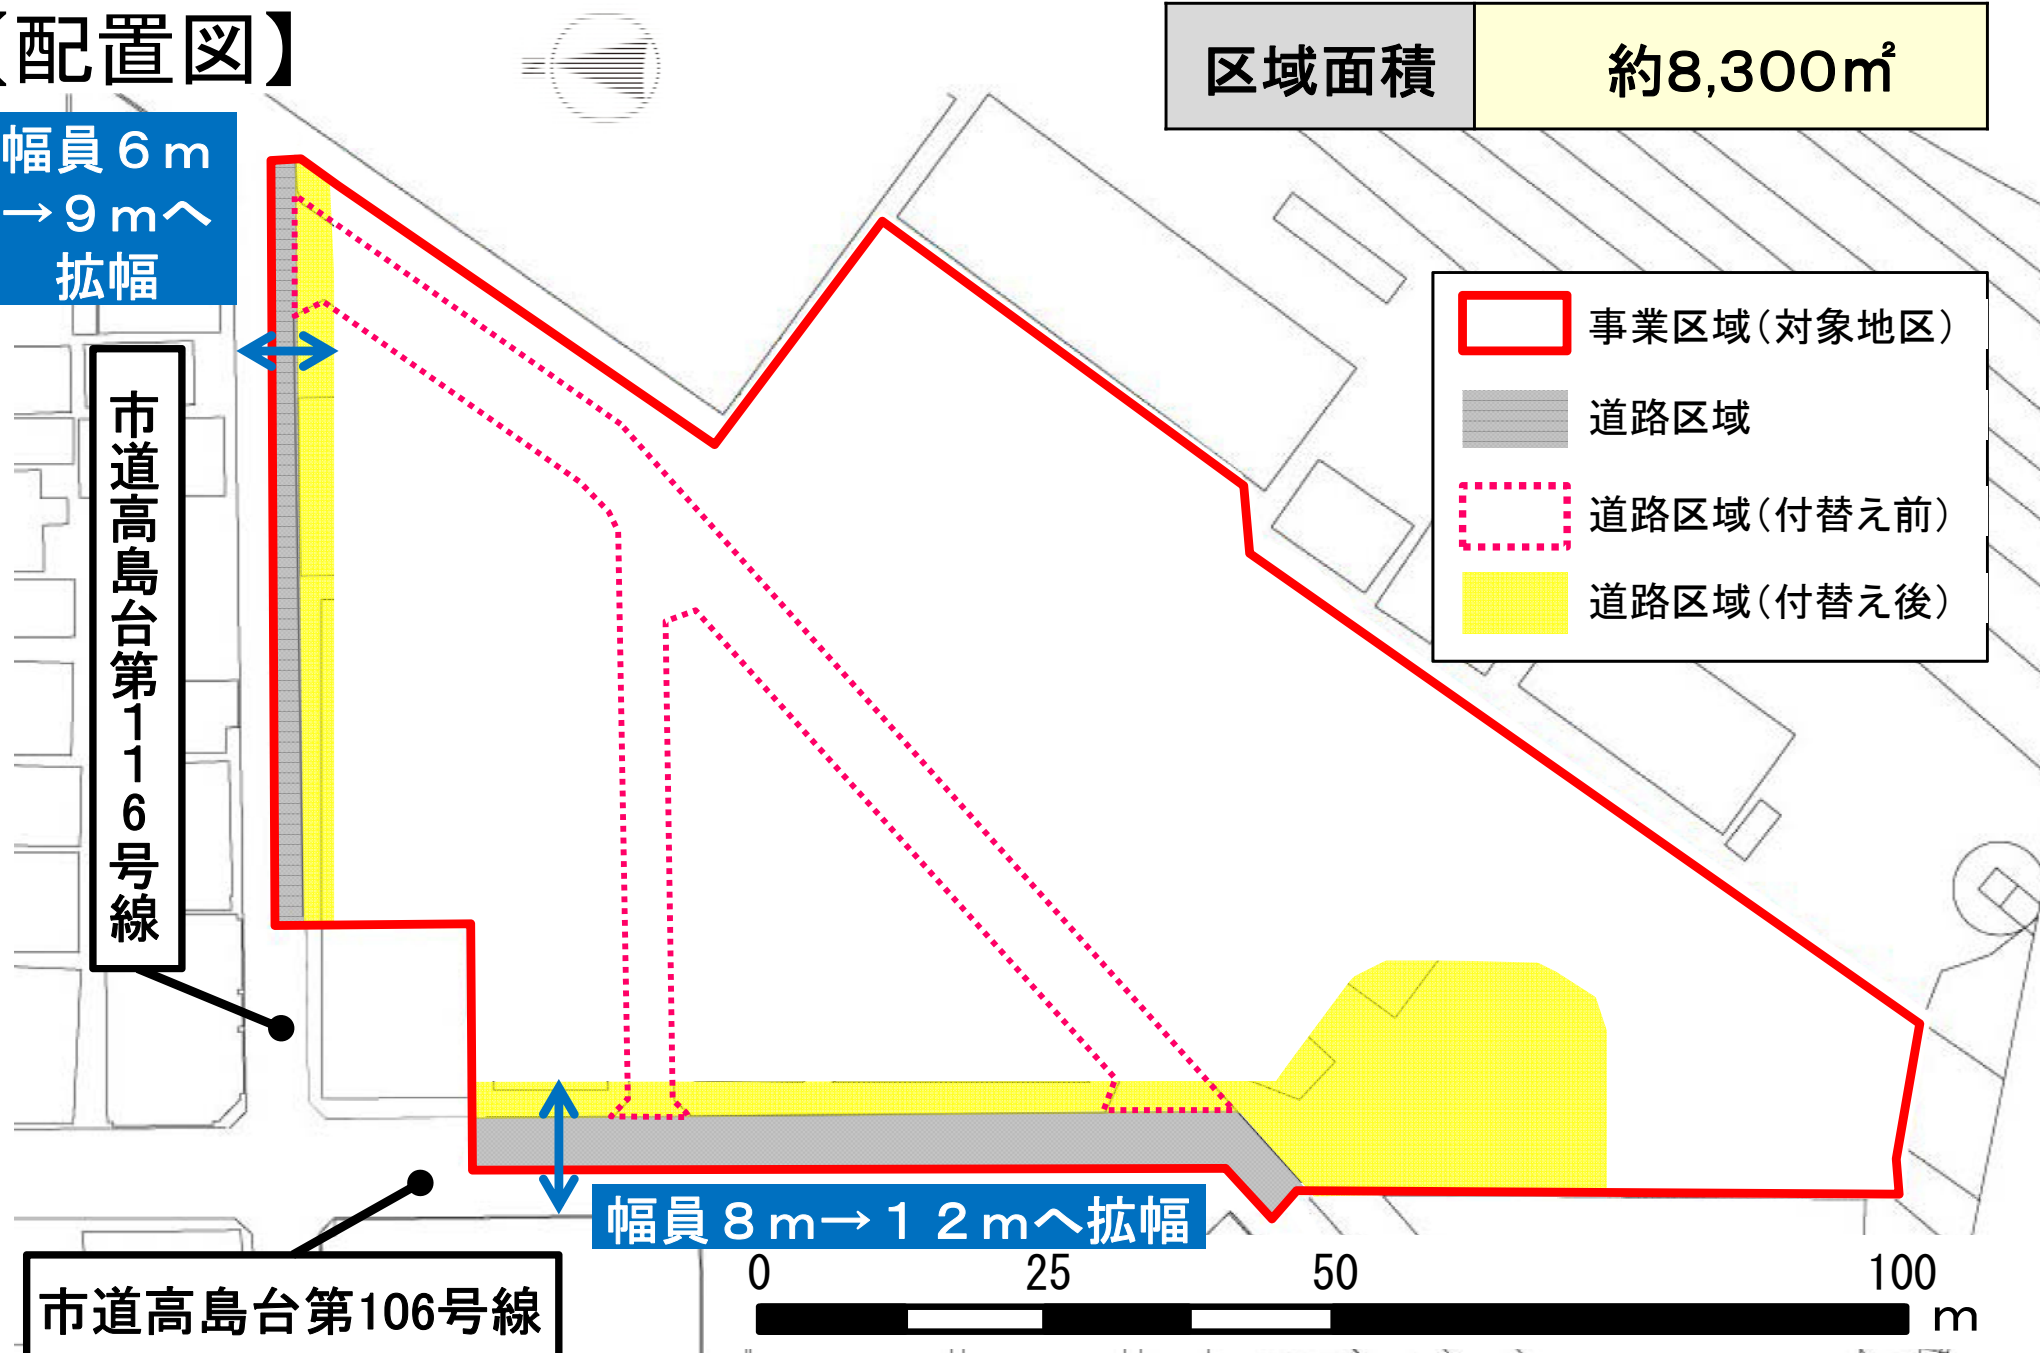 【配置図】
区域面積
約8,300㎡
幅員６ｍ
→９ｍへ
拡幅
事業区域（対象地区）
道路区域
道路区域（付替え前）
道路区域（付替え後）
市道高島台第116号線
幅員８ｍ→１２ｍへ拡幅
市道高島台第106号線
0 25 50 100
m